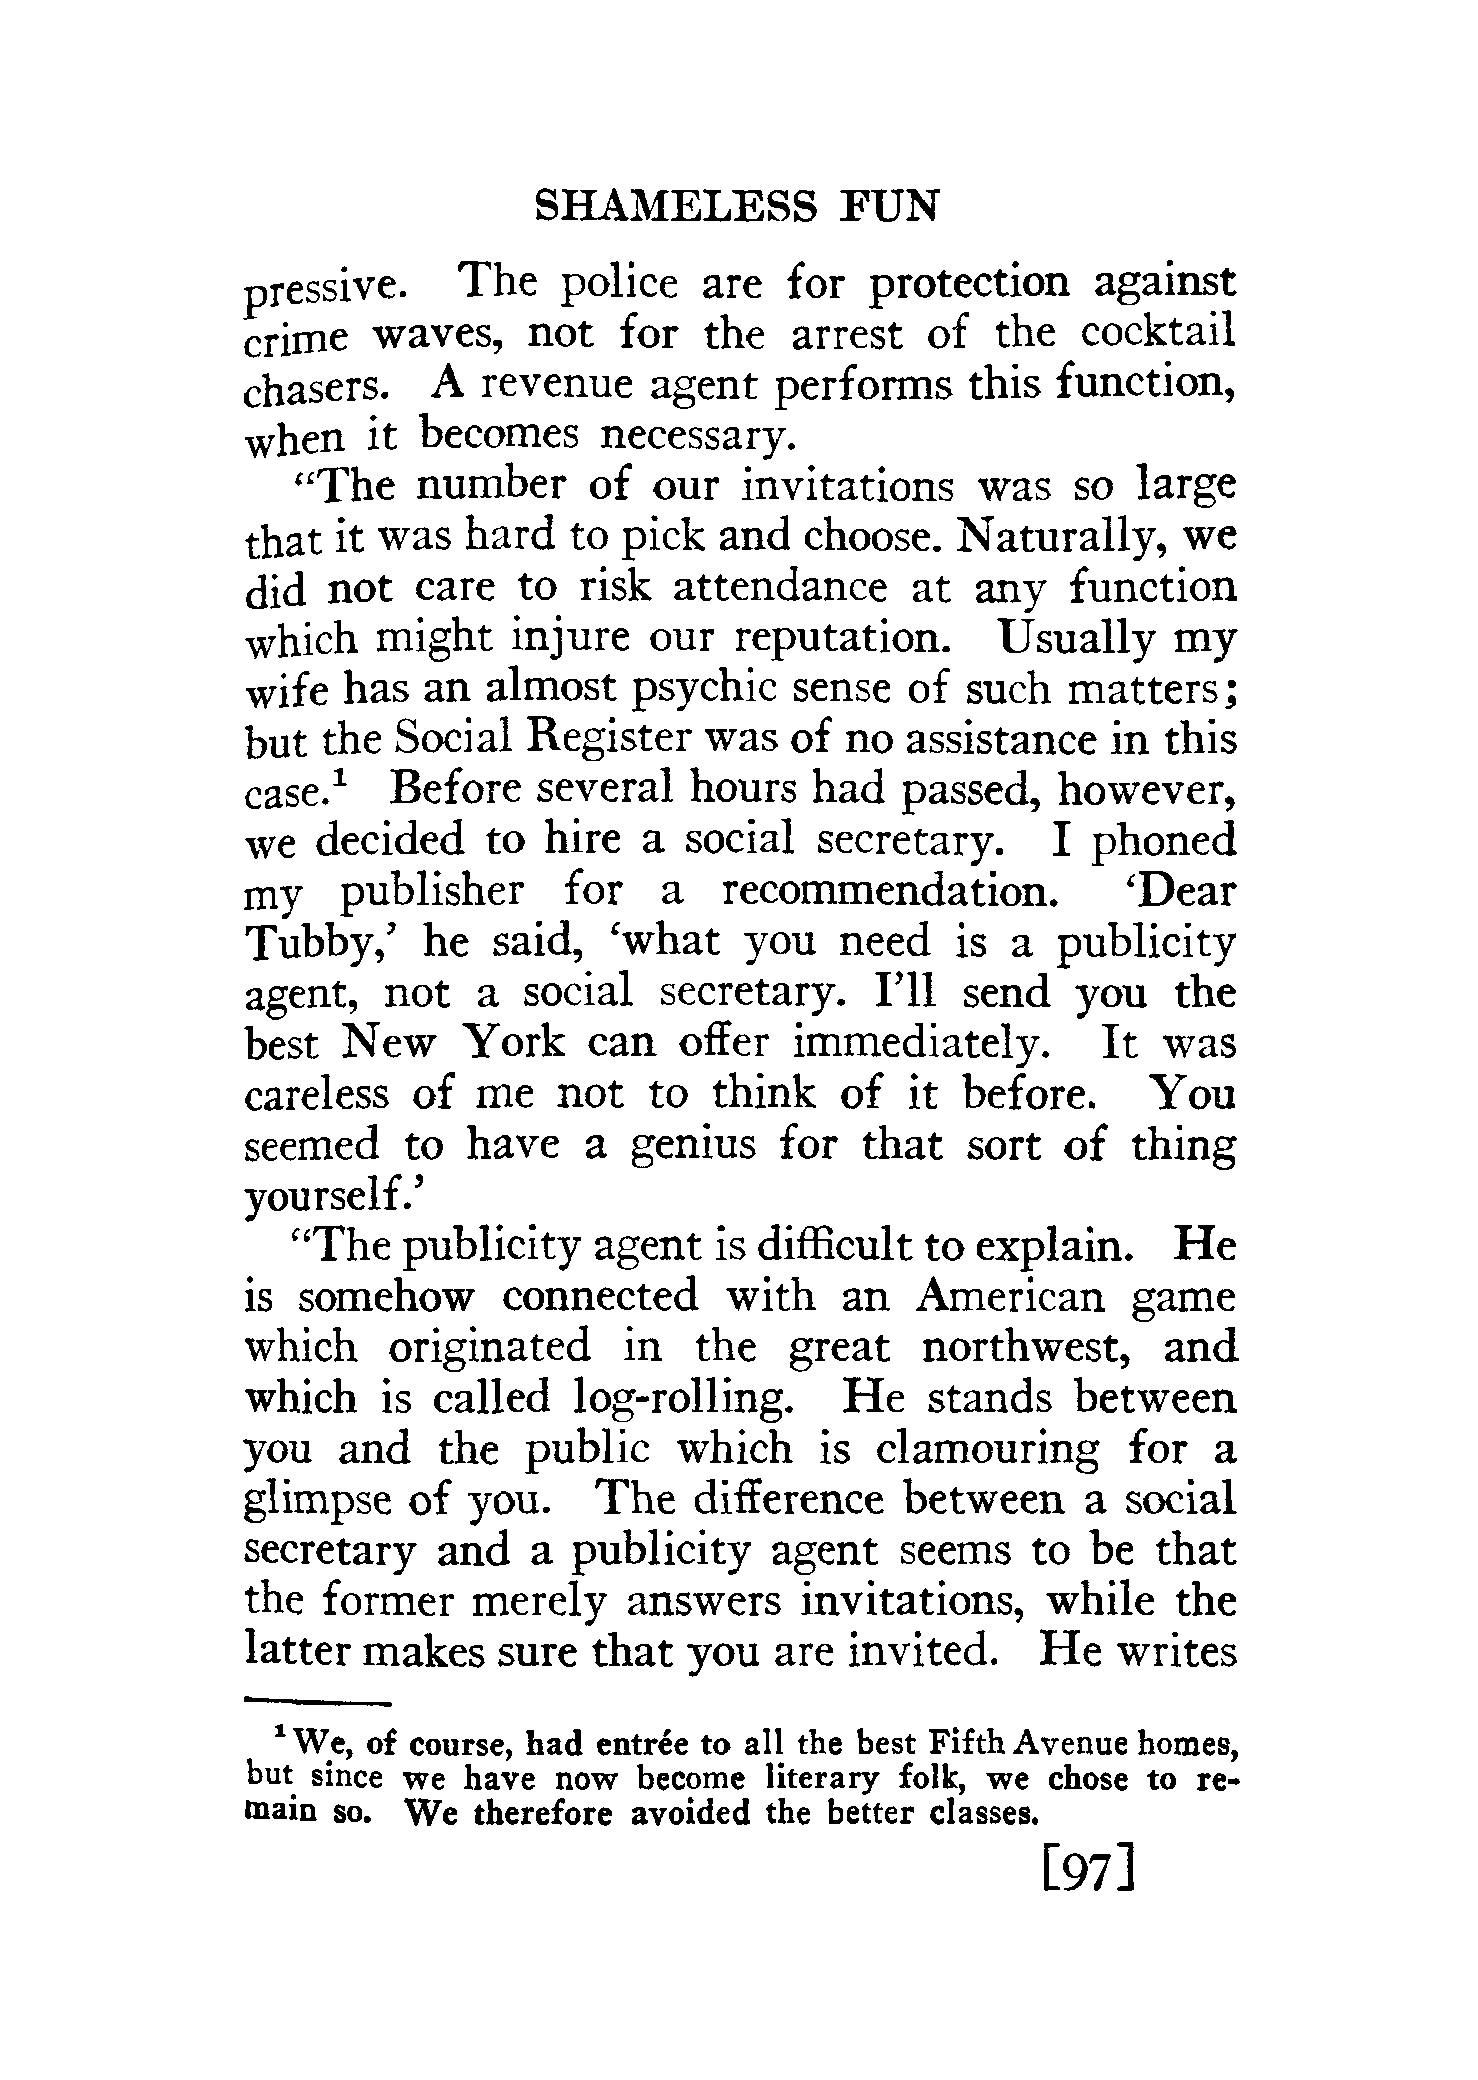 SHAMELESS FUN
pressive. The police are for protection against
crime waves, not for the arrest of the cocktail
chasers. A revenue agent performs this function,
when it becomes necessary.
“The number of our invitations was so large
that it was hard to pick and choose. Naturally, we
did not care to risk attendance at any function
which might injure our reputation. Usually my
wife has an almost psychic sense of such matters;
but the Social Register was of no assistance in this
case.¹ Before several hours had passed, however,
we decided to hire a social secretary. I phoned
my publisher for a recommendation. ‘Dear
Tubby,’ he said, ‘what you need is a publicity
agent, not a social secretary. I’ll send you the
best New York can offer immediately. It was
careless of me not to think of it before. You
seemed to have a genius for that sort of thing
yourself.’
“The publicity agent is difficult to explain. He
is somehow connected with an American game
which originated in the great northwest, and
which is called log-rolling. He stands between
you and the public which is clamouring for a
glimpse of you. The difference between a social
secretary and a publicity agent seems to be that
the former merely answers invitations, while the
latter makes sure that you are invited. He writes
¹ We, of course, had entrée to all the best Fifth Avenue homes,
but since we have now become literary folk, we chose to re-
main so. We therefore avoided the better classes.
[97]